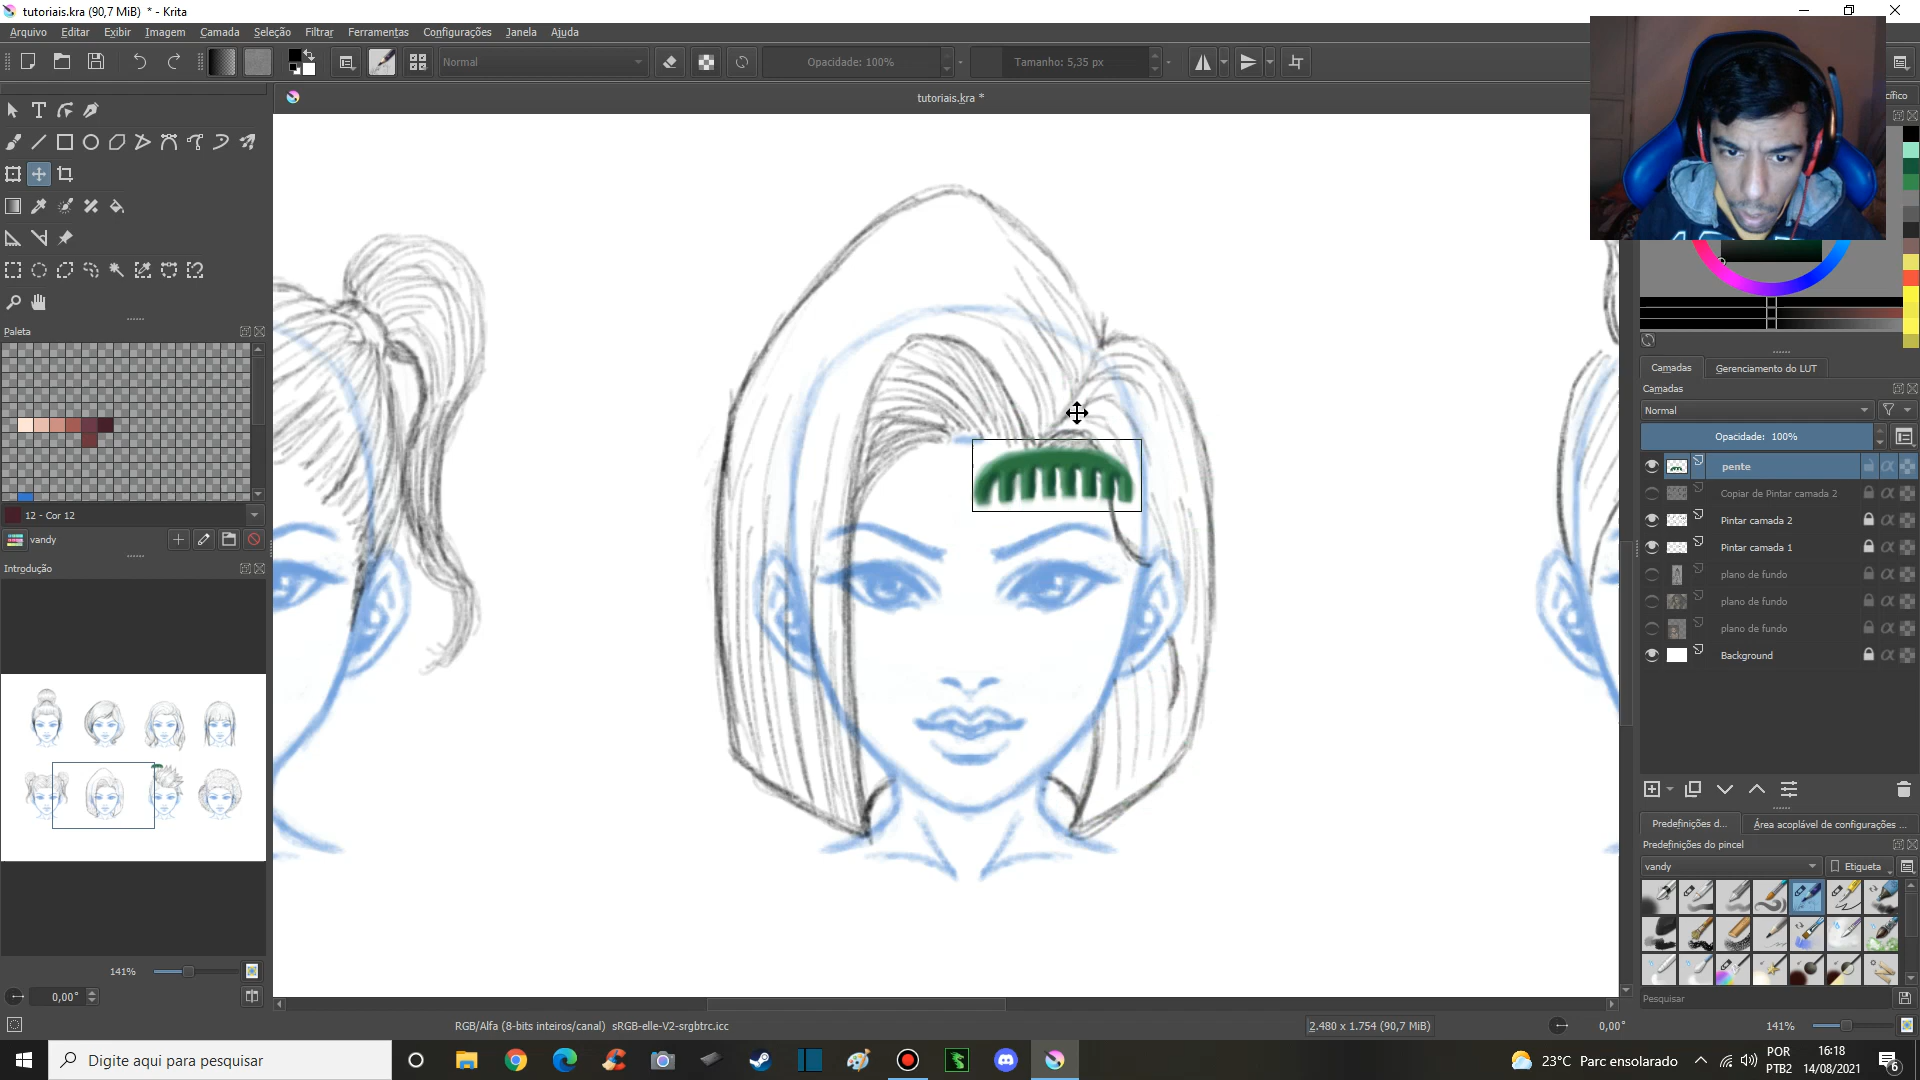 tutoriais.kra (90,7 MiB) * - Krita
Arquivo Editar Exibir Imagem Camada Seleção Filtrar Ferramentas Configurações Janela Ajuda
Normal Opacidade: 100% Tamanho: 5,35 px
tutoriais.kra *
Paleta
12 - Cor 12
vandy
Introdução
141%
0,00°
Camadas Gerenciamento do LUT
Camadas
Normal
Opacidade: 100%
pente
Copiar de Pintar camada 2
Pintar camada 2
Pintar camada 1
plano de fundo
plano de fundo
plano de fundo
Background
Predefinições d... Área acoplável de configurações ...
Predefinições do pincel
vandy Etiqueta
Pesquisar
RGB/Alfa (8-bits inteiros/canal) sRGB-elle-V2-srgbtrc.icc 2.480 x 1.754 (90,7 MiB) 0,00° 141%
Digite aqui para pesquisar
23°C Parc ensolarado
POR
PTB2
16:18
14/08/2021
6